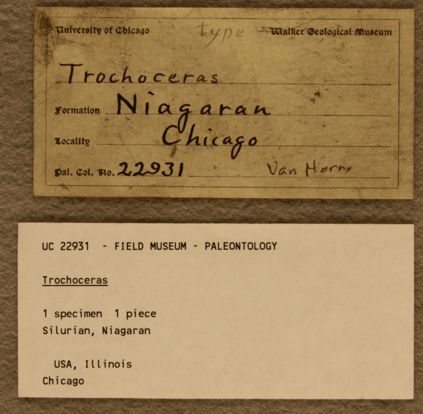 University of Chicago type Walker Geological Museum
Trochoceras
Formation Niagaran
Locality Chicago
Pal. Col. No. 22931 Van Horn
UC 22931 - FIELD MUSEUM - PALEONTOLOGY
Trochoceras
1 specimen 1 piece
Silurian, Niagaran
USA, Illinois
Chicago